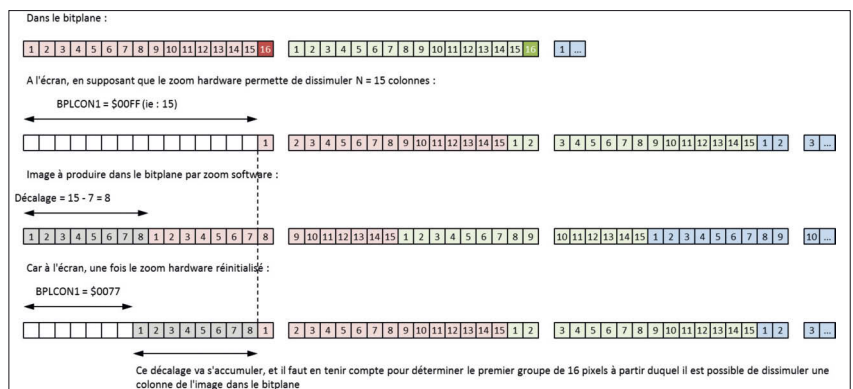 Dans le bitplane :
1 2 3 4 5 6 7 8 9 10 11 12 13 14 15 16 1 2 3 4 5 6 7 8 9 10 11 12 13 14 15 16 1 ...
A l'écran, en supposant que le zoom hardware permette de dissimuler N = 15 colonnes :
BPLCON1 = $00FF (ie : 15)
1 2 3 4 5 6 7 8 9 10 11 12 13 14 15 1 2 3 4 5 6 7 8 9 10 11 12 13 14 15 1 2 3 ...
Image à produire dans le bitplane par zoom software :
Décalage = 15 - 7 = 8
1 2 3 4 5 6 7 8 1 2 3 4 5 6 7 8 9 10 11 12 13 14 15 1 2 3 4 5 6 7 8 9 10 11 12 13 14 15 1 2 3 4 5 6 7 8 9 10 ...
Car à l'écran, une fois le zoom hardware réinitialisé :
BPLCON1 = $0077
1 2 3 4 5 6 7 8 1 2 3 4 5 6 7 8 9 10 11 12 13 14 15 1 2 3 4 5 6 7 8 9 10 11 12 13 14 15 1 2 3 ...
Ce décalage va s'accumuler, et il faut en tenir compte pour déterminer le premier groupe de 16 pixels à partir duquel il est possible de dissimuler une
colonne de l'image dans le bitplane